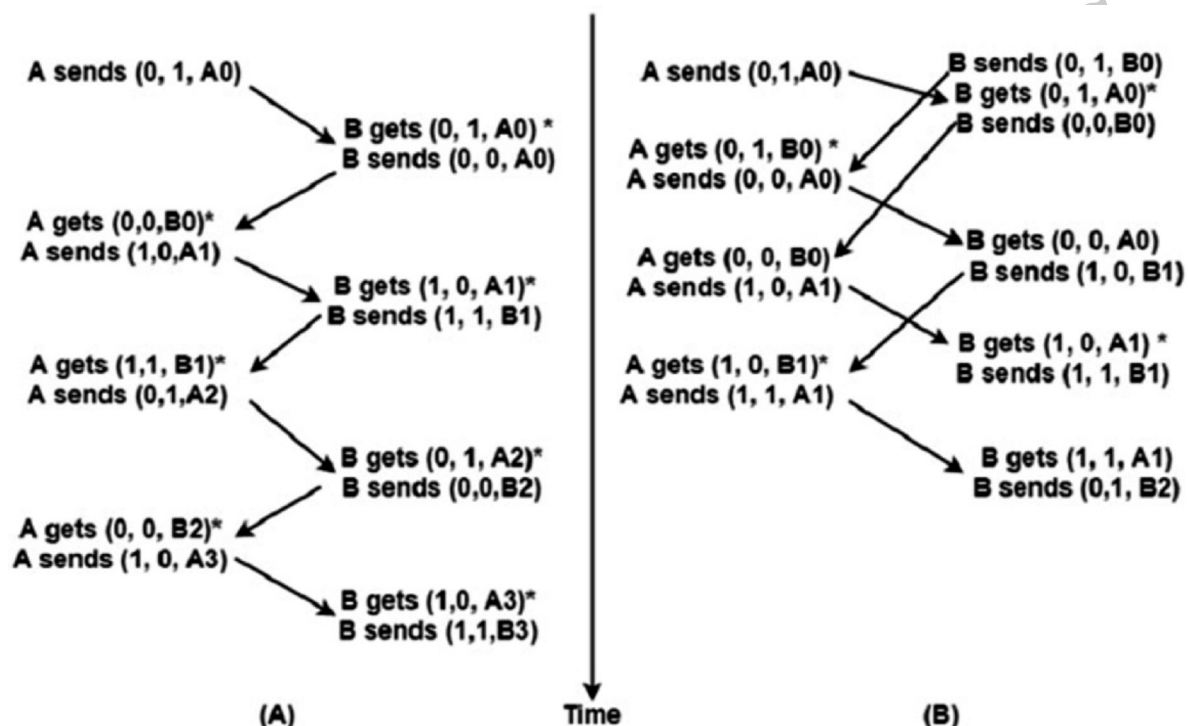 A sends (0, 1, A0)
B gets (0, 1, A0) *
B sends (0, 0, A0)
A gets (0,0,B0)*
A sends (1,0,A1)
B gets (1, 0, A1)*
B sends (1, 1, B1)
A gets (1,1, B1)*
A sends (0,1,A2)
B gets (0, 1, A2)*
B sends (0,0,B2)
A gets (0, 0, B2)*
A sends (1, 0, A3)
B gets (1,0, A3)*
B sends (1,1,B3)
(A)
Time
A sends (0,1,A0)
B sends (0, 1, B0)
B gets (0, 1, A0)*
B sends (0,0,B0)
A gets (0, 1, B0) *
A sends (0, 0, A0)
B gets (0, 0, A0)
B sends (1, 0, B1)
A gets (0, 0, B0)
A sends (1, 0, A1)
B gets (1, 0, A1) *
B sends (1, 1, B1)
A gets (1, 0, B1)*
A sends (1, 1, A1)
B gets (1, 1, A1)
B sends (0,1, B2)
(B)